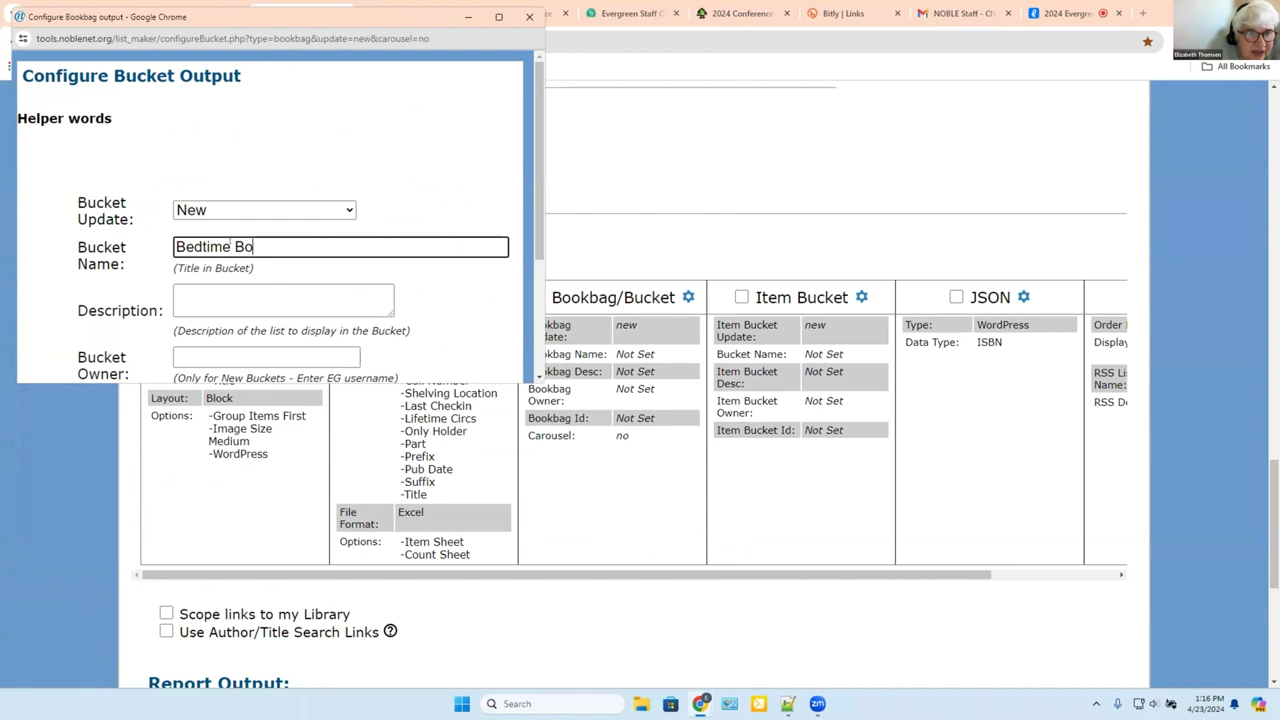 Configure Bookbag output - Google Chrome
Evergreen Staff C
2024 Conference
Bitly | Links
NOBLE Staff - C
2024 Evergre
tools.noblenet.org/list_maker/configureBucket.php?type=bookbag&update=new&carousel=no
Elizabeth Thomsen
All Bookmarks
Configure Bucket Output
Helper words
Bucket
Update:
New
Bucket
Name:
Bedtime Bo
(Title in Bucket)
Description:
(Description of the list to display in the Bucket)
Bucket
Owner:
(Only for New Buckets - Enter EG username)
Layout: Block
Options: -Group Items First
-Image Size
Medium
-WordPress
-Shelving Location
-Last Checkin
-Lifetime Circs
-Only Holder
-Part
-Prefix
-Pub Date
-Suffix
-Title
File
Format:
Excel
Options: -Item Sheet
-Count Sheet
Bookbag/Bucket
Update: new
Bookbag Name: Not Set
Bookbag Desc: Not Set
Bookbag
Owner:
Not Set
Bookbag Id: Not Set
Carousel: no
Item Bucket
Item Bucket
Update:
new
Bucket Name: Not Set
Item Bucket
Desc:
Not Set
Item Bucket
Owner:
Not Set
Item Bucket Id: Not Set
JSON
Type: WordPress
Data Type: ISBN
Order
Display
RSS Lis
Name:
RSS De
Scope links to my Library
Use Author/Title Search Links ?
Report Output:
Search
1:16 PM
4/23/2024